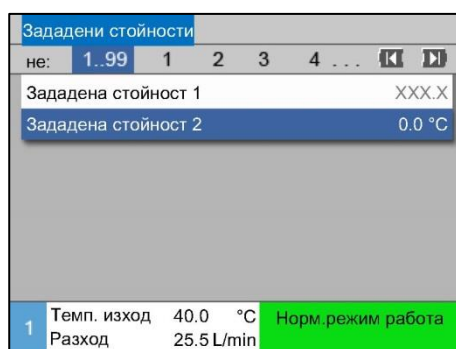 Зададени стойности
не: 1..99 1 2 3 4 ...
Зададена стойност 1 XXX.X
Зададена стойност 2 0.0 °C
1 Темп. изход 40.0 °C Норм.режим работа
Разход 25.5 L/min